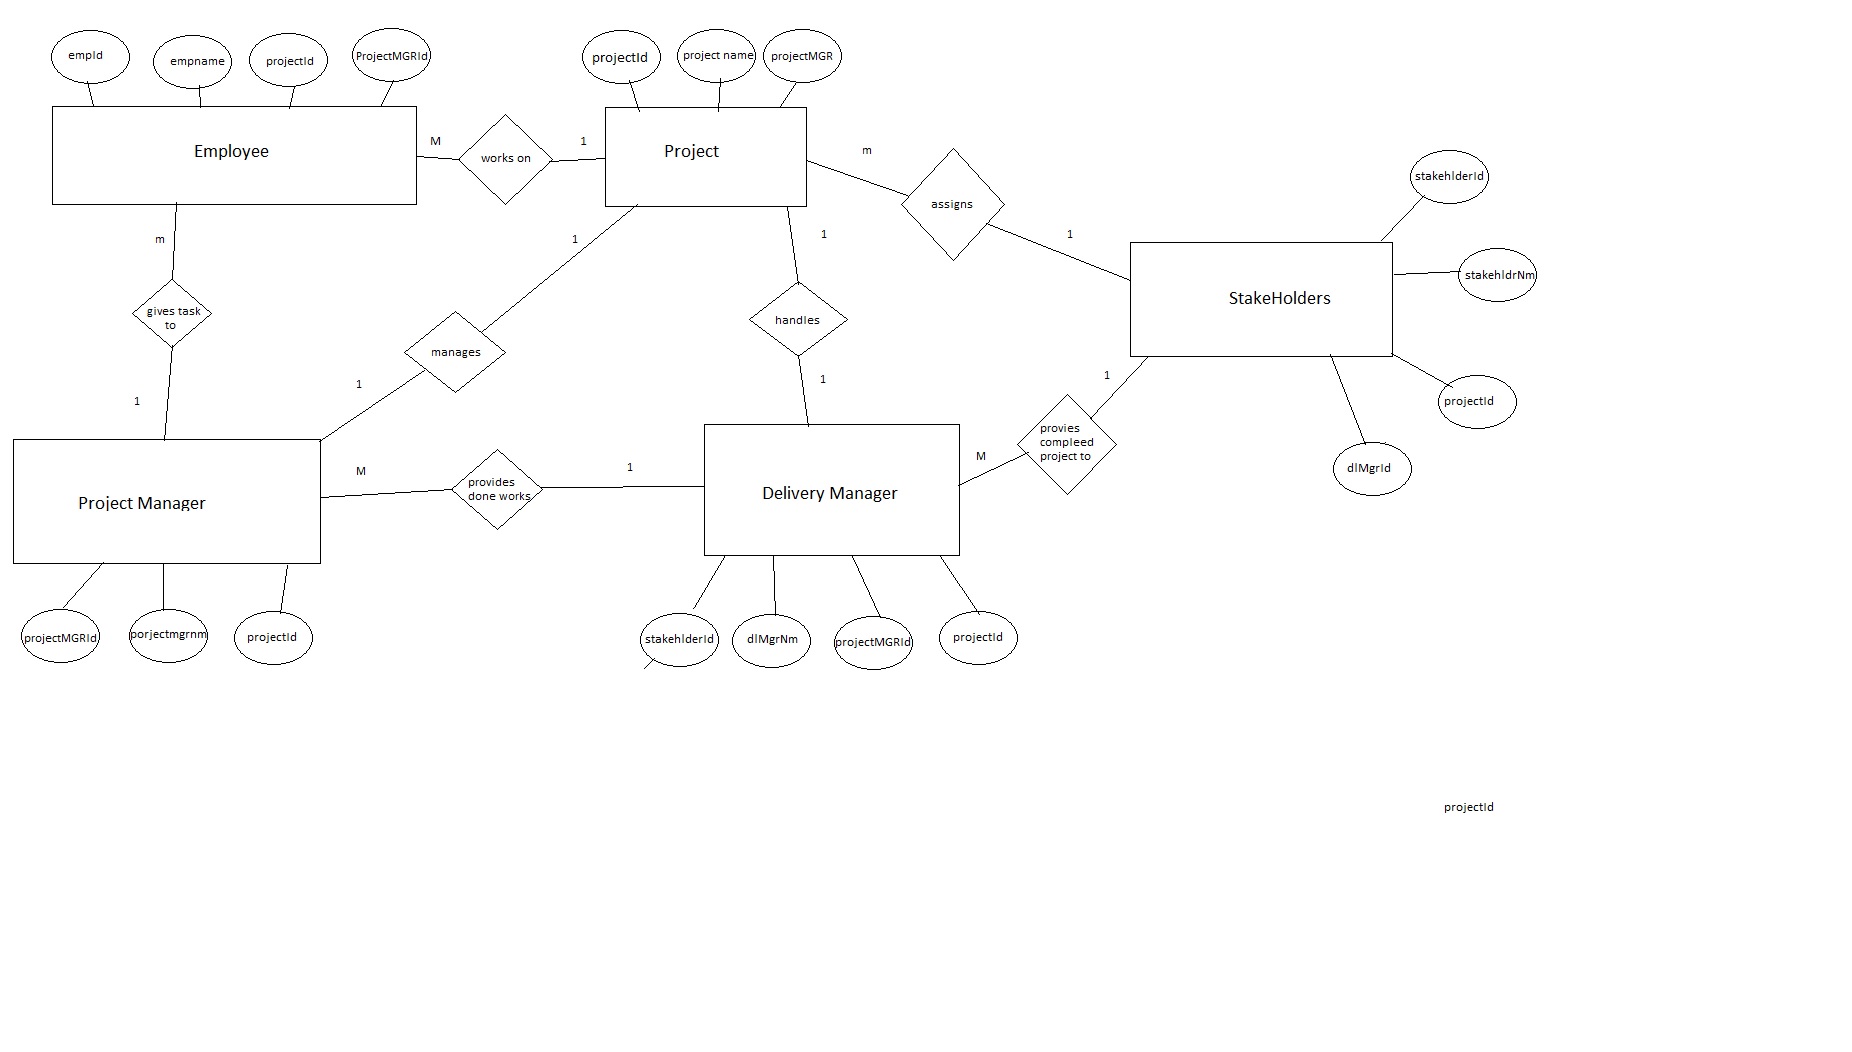 empId
empname
projectId
ProjectMGRId
projectId
project name
projectMGR
Employee
M
works on
1
Project
m
assigns
1
stakehlderId
stakehldrNm
StakeHolders
projectId
dlMgrId
m
gives task
to
1
1
manages
1
1
handles
1
1
provies
compleed
project to
M
Project Manager
M
provides
done works
1
Delivery Manager
projectMGRId
porjectmgrnm
projectId
stakehlderId
dlMgrNm
projectMGRId
projectId
projectId